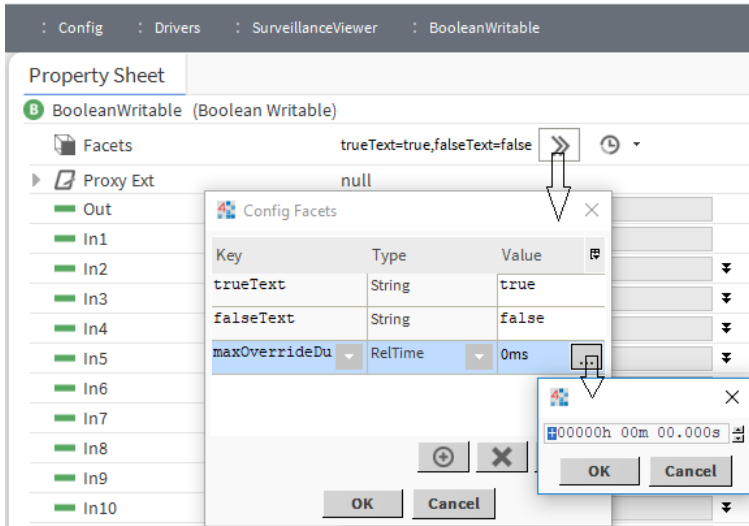 : Config : Drivers : SurveillanceViewer : BooleanWritable
Property Sheet
B BooleanWritable (Boolean Writable)
Facets trueText=true,falseText=false
Proxy Ext null
Out
In1
In2
In3
In4
In5
In6
In7
In8
In9
In10
Config Facets
Key Type Value
trueText String true
falseText String false
maxOverrideDu RelTime 0ms ...
OK Cancel
+00000h 00m 00.000s
OK Cancel